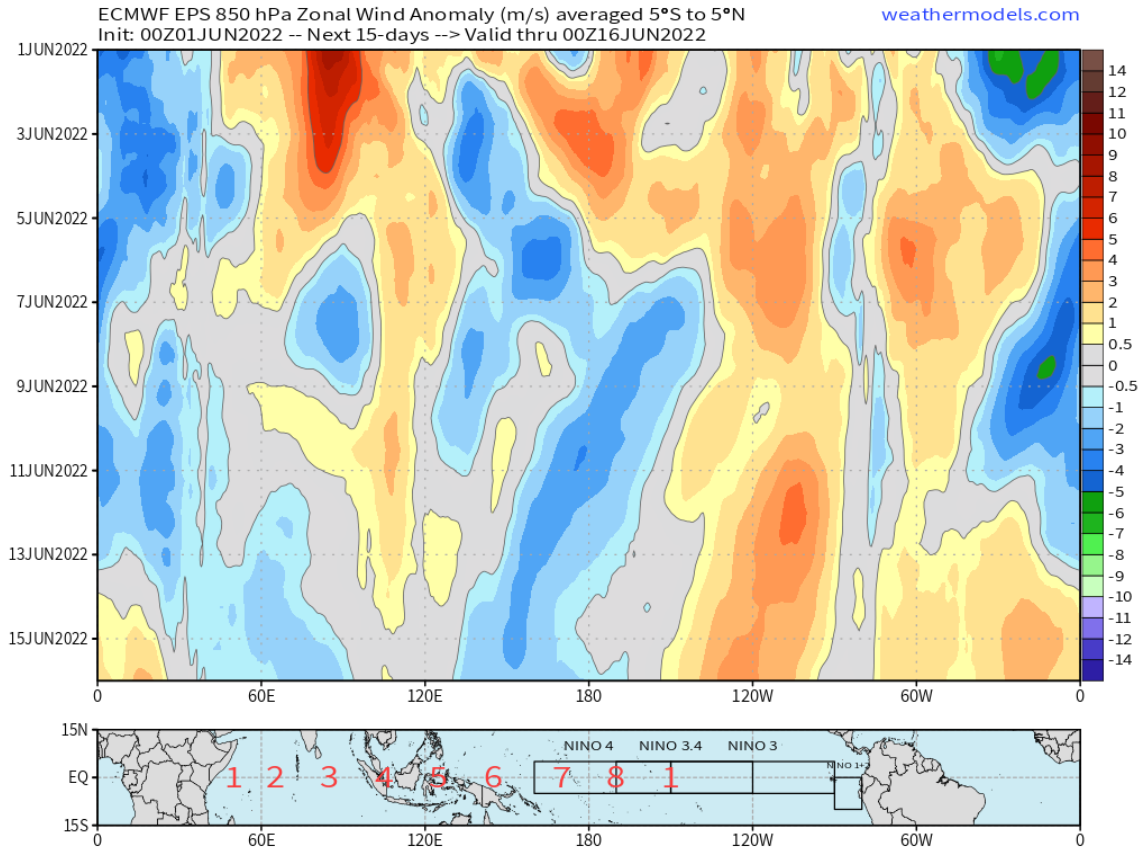 ECMWF EPS 850 hPa Zonal Wind Anomaly (m/s) averaged 5°S to 5°N
weathermodels.com
Init: 00Z01JUN2022 -- Next 15-days --> Valid thru 00Z16JUN2022
1JUN2022
3JUN2022
5JUN2022
7JUN2022
9JUN2022
11JUN2022
13JUN2022
15JUN2022
0 60E 120E 180 120W 60W 0
14
12
11
10
9
8
7
6
5
4
3
2
1
0.5
0
-0.5
-1
-2
-3
-4
-5
-6
-7
-8
-9
-10
-11
-12
-14
15N
EQ
15S
NINO 4 NINO 3.4 NINO 3
NINO 1+2
1 2 3 4 5 6 7 8 1
0 60E 120E 180 120W 60W 0